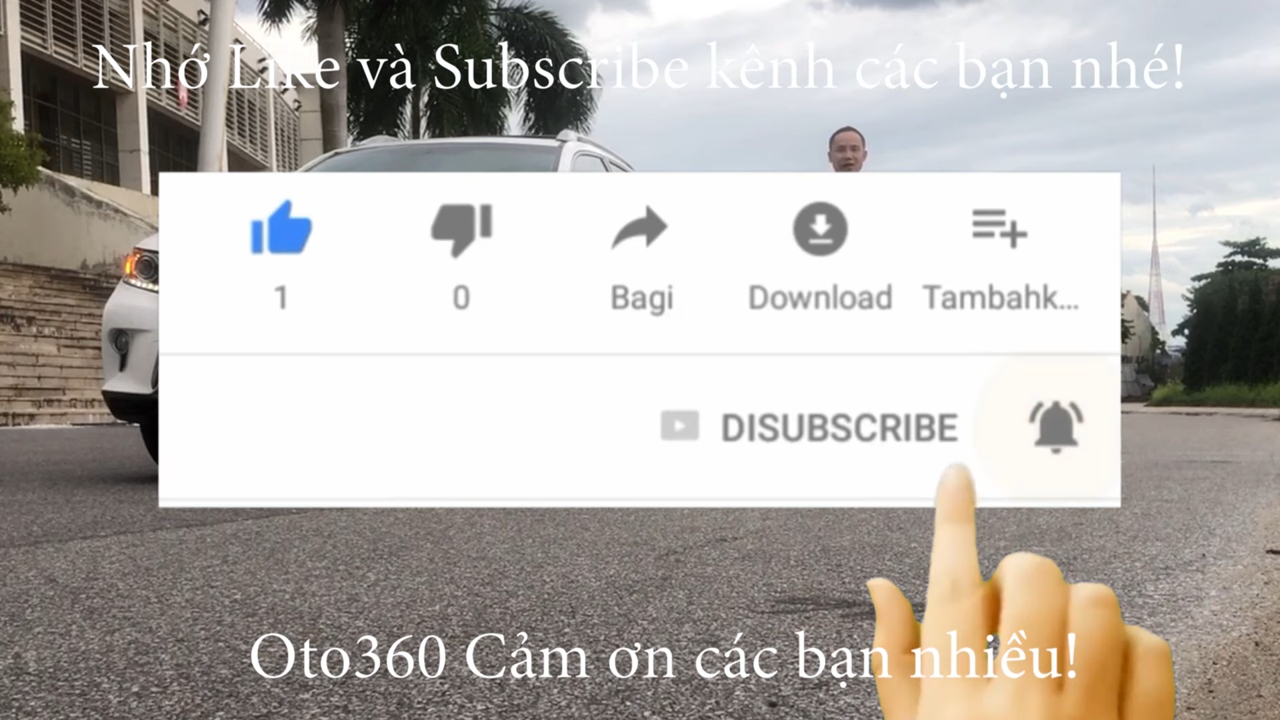 Nhớ Like và Subscribe kênh các bạn nhé!
1 0 Bagi Download Tambahk...
DISUBSCRIBE
Oto360 Cảm ơn các bạn nhiều!